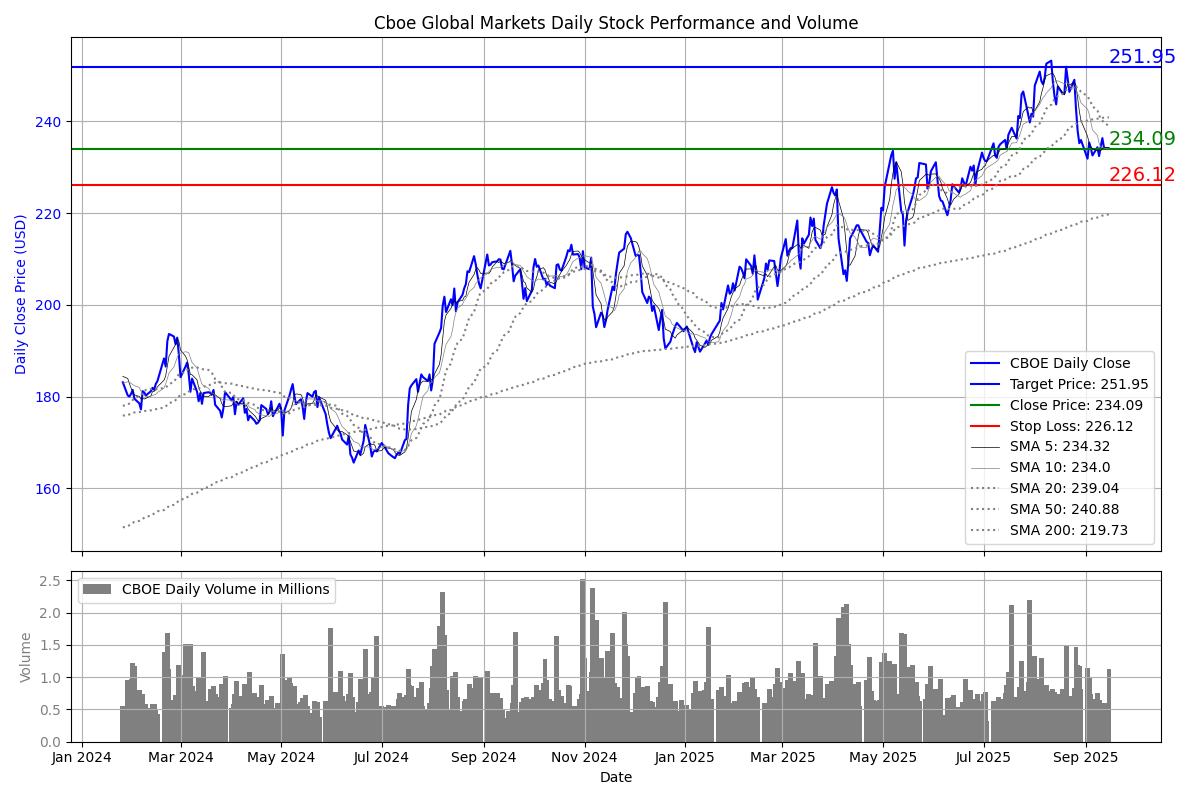 Cboe Global Markets Daily Stock Performance and Volume
251.95
234.09
226.12
Daily Close Price (USD)
240
220
200
180
160
CBOE Daily Close
Target Price: 251.95
Close Price: 234.09
Stop Loss: 226.12
SMA 5: 234.32
SMA 10: 234.0
SMA 20: 239.04
SMA 50: 240.88
SMA 200: 219.73
CBOE Daily Volume in Millions
Volume
2.5
2.0
1.5
1.0
0.5
0.0
Jan 2024 Mar 2024 May 2024 Jul 2024 Sep 2024 Nov 2024 Jan 2025 Mar 2025 May 2025 Jul 2025 Sep 2025
Date